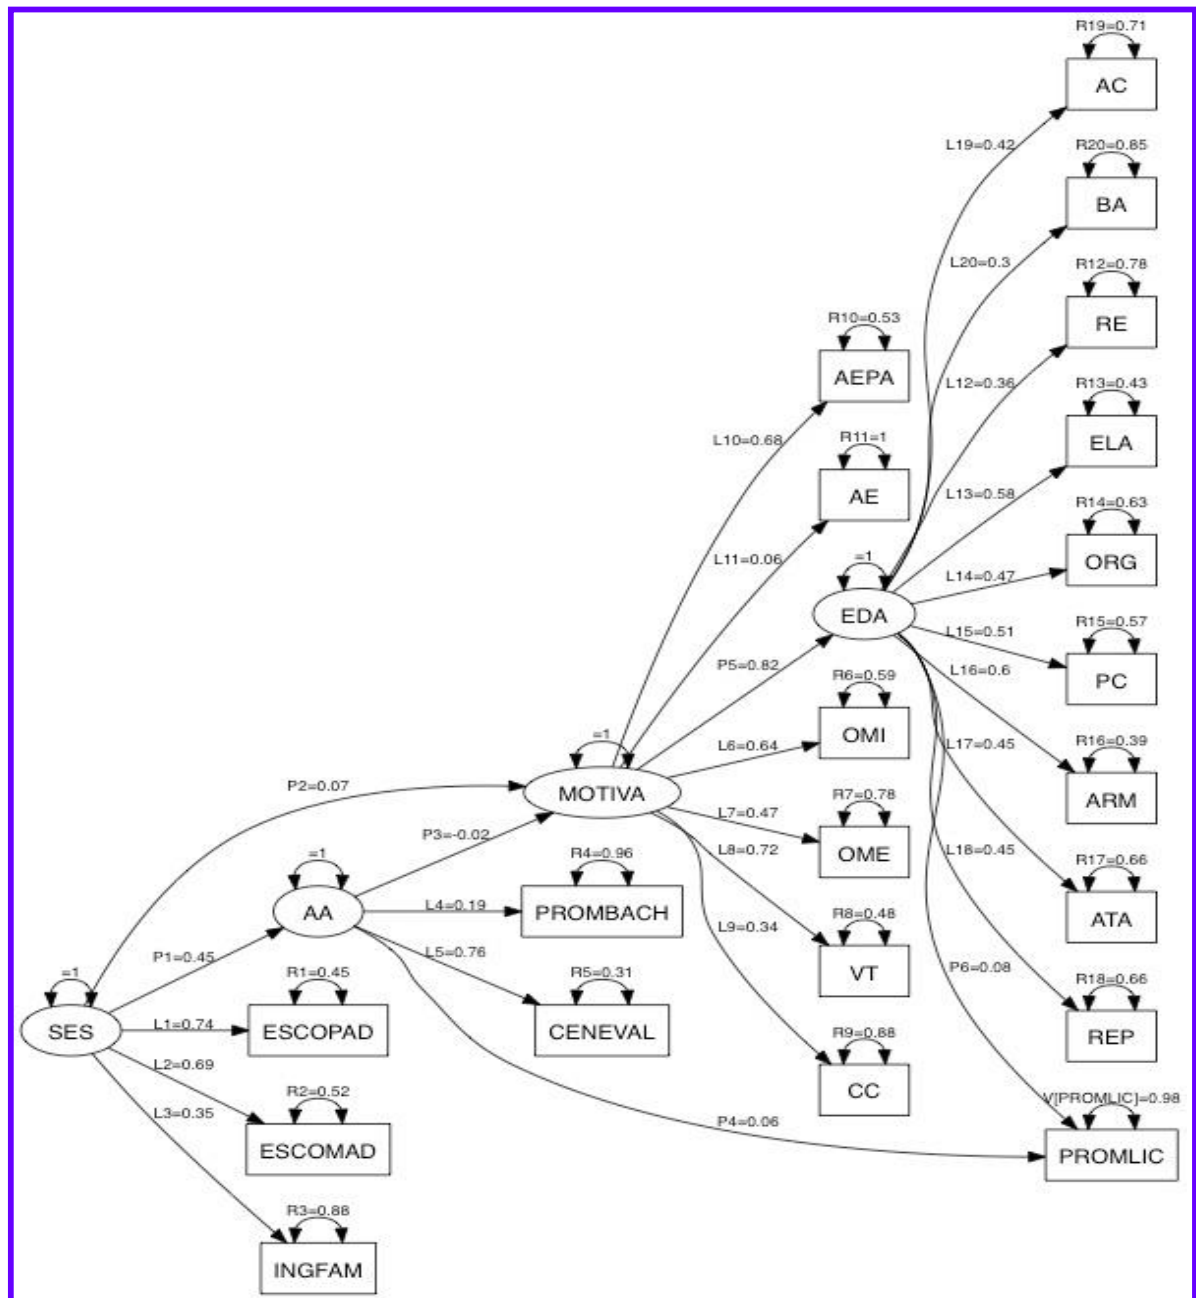 R19=0.71
AC
L19=0.42
R20=0.85
BA
L20=0.3
R12=0.78
RE
R10=0.53
AEPA
L12=0.36
R13=0.43
ELA
L10=0.68
R11=1
AE
L13=0.58
R14=0.63
ORG
L11=0.06
=1
L14=0.47
EDA
R15=0.57
L15=0.51
PC
P5=0.82
L16=0.6
R6=0.59
OMI
=1
L6=0.64
L17=0.45
R16=0.39
ARM
P2=0.07
MOTIVA
R7=0.78
L7=0.47
OME
P3=-0.02
L8=0.72
L18=0.45
=1
R4=0.96
R17=0.66
AA
L4=0.19
PROMBACH
L9=0.34
R8=0.48
ATA
VT
P1=0.45
L5=0.76
P6=0.08
=1
R1=0.45
R5=0.31
R18=0.66
SES
L1=0.74
ESCOPAD
CENEVAL
R9=0.88
REP
L2=0.69
CC
R2=0.52
V[PROMLIC]=0.98
L3=0.35
P4=0.06
ESCOMAD
PROMLIC
R3=0.88
INGFAM